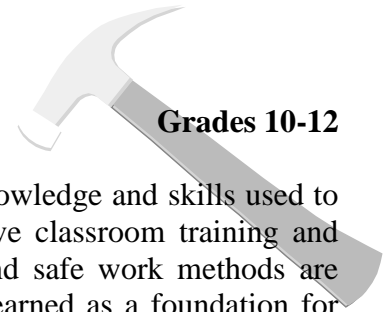 Grades 10-12
owledge and skills used to
ve classroom training and
nd safe work methods are
earned as a foundation for